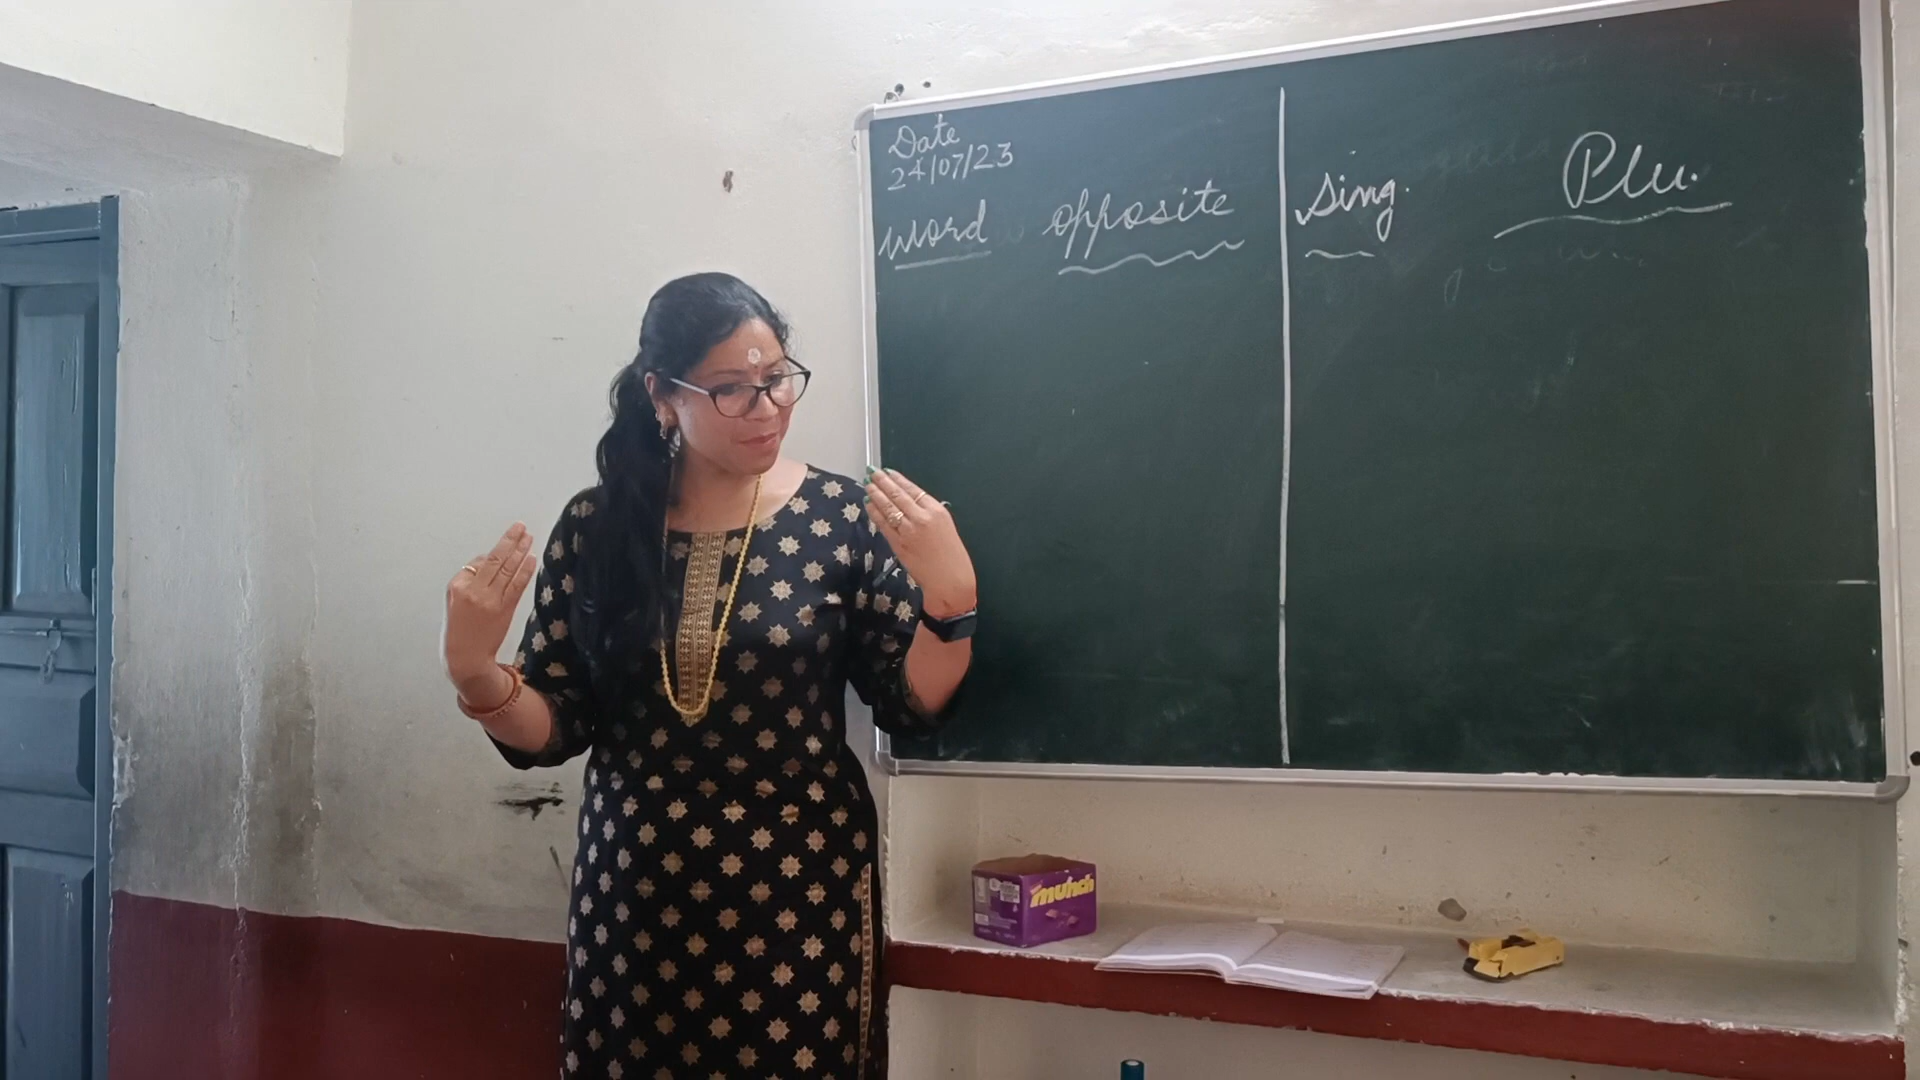 Date
24/07/23
Word opposite
Sing. Plu.
munch